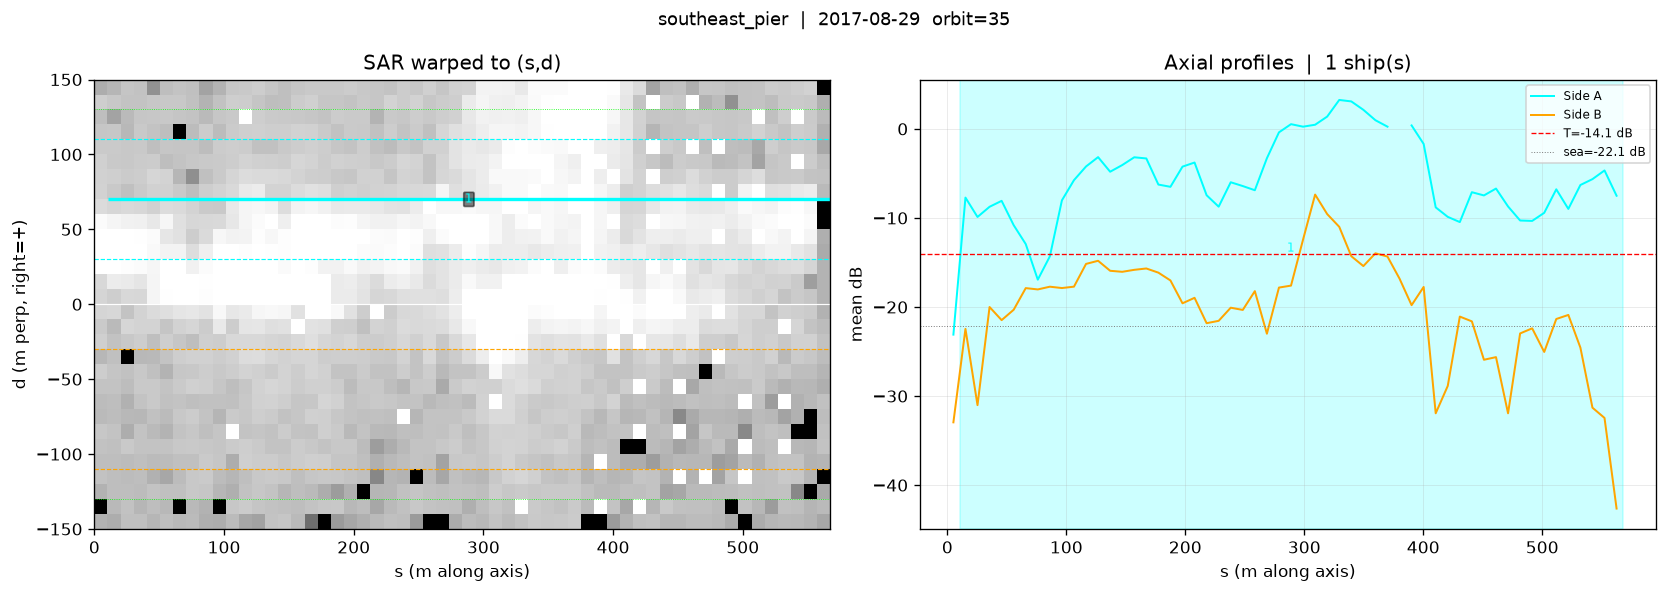 southeast_pier | 2017-08-29 orbit=35
SAR warped to (s,d)
150
100
50
0
−50
−100
−150
d (m perp, right=+)
1
0 100 200 300 400 500
s (m along axis)
Axial profiles | 1 ship(s)
0
−10
−20
−30
−40
mean dB
Side A
Side B
T=-14.1 dB
sea=-22.1 dB
1
0 100 200 300 400 500
s (m along axis)